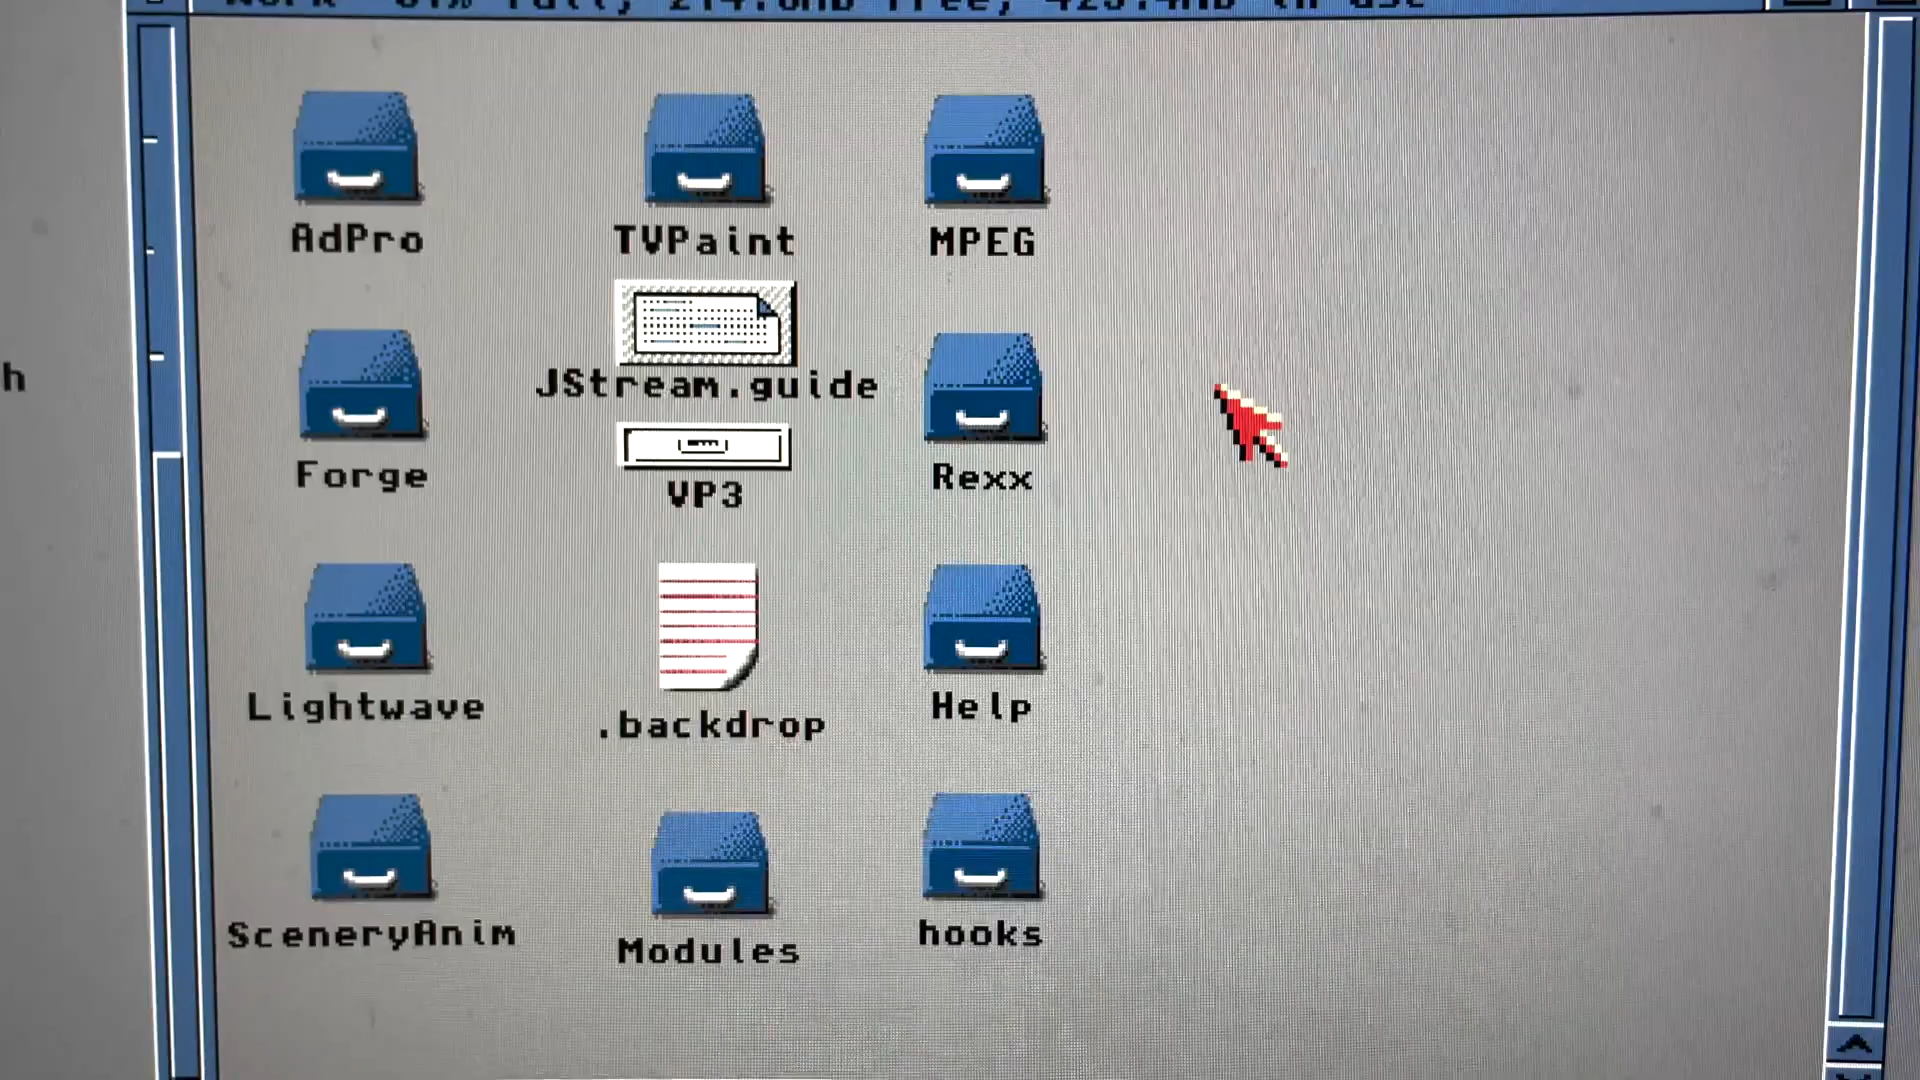 AdPro
TVPaint
MPEG
JStream.guide
h
Forge
VP3
Rexx
Lightwave
.backdrop
Help
SceneryAnim
Modules
hooks